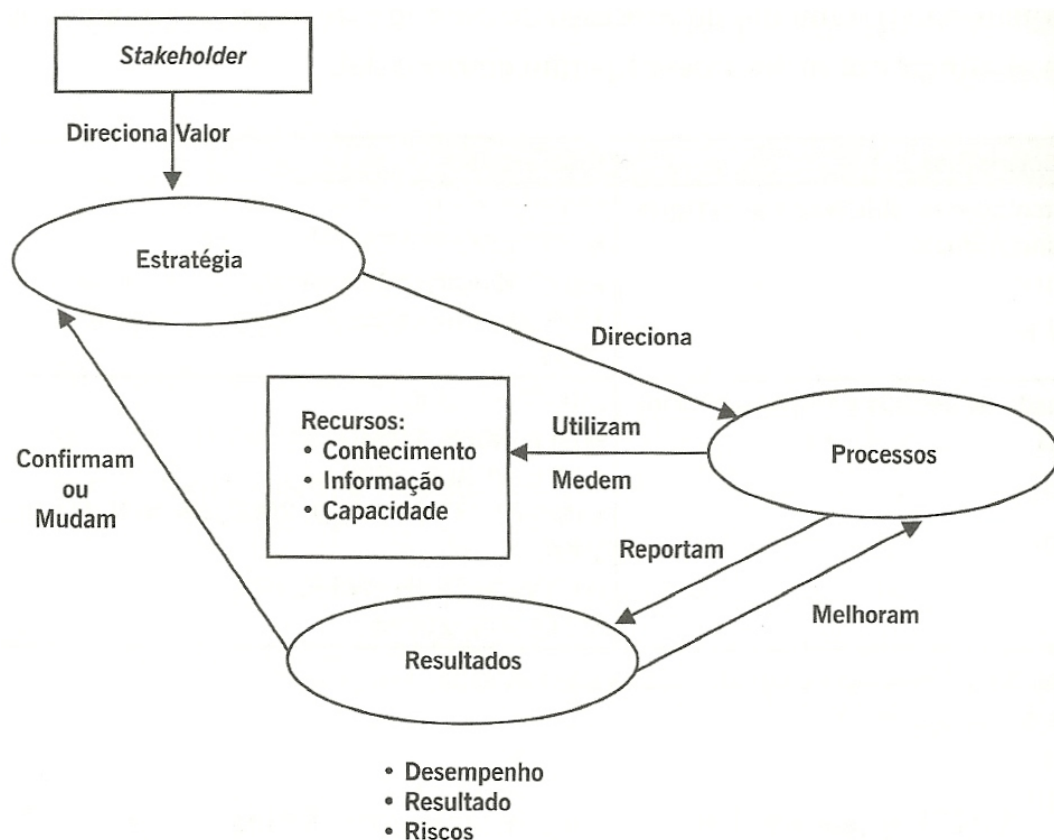 Stakeholder
Direciona Valor
Estratégia
Direciona
Recursos:
• Conhecimento
• Informação
• Capacidade
Utilizam
Medem
Processos
Confirmam
ou
Mudam
Reportam
Melhoram
Resultados
• Desempenho
• Resultado
• Riscos